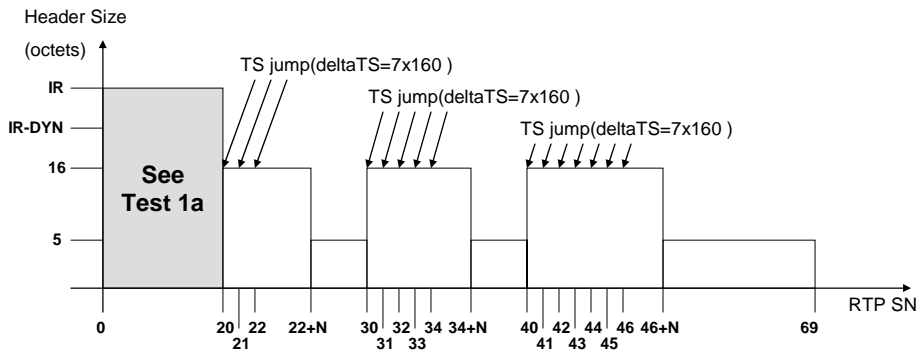 Header Size
(octets)
TS jump(deltaTS=7x160 )
IR
TS jump(deltaTS=7x160 )
IR-DYN
TS jump(deltaTS=7x160 )
16
See
Test 1a
5
RTP SN
0 20 22 22+N 30 32 34 34+N 40 42 44 46 46+N 69
21 31 33 41 43 45